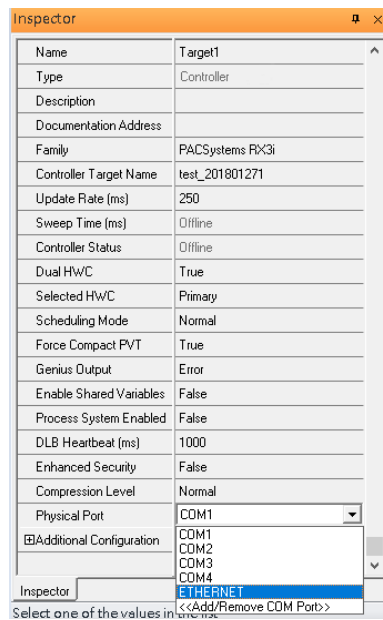 Inspector
Name Target1
Type Controller
Description
Documentation Address
Family PACSystems RX3i
Controller Target Name test_201801271
Update Rate (ms) 250
Sweep Time (ms) Offline
Controller Status Offline
Dual HWC True
Selected HWC Primary
Scheduling Mode Normal
Force Compact PVT True
Genius Output Error
Enable Shared Variables False
Process System Enabled False
DLB Heartbeat (ms) 1000
Enhanced Security False
Compression Level Normal
Physical Port COM1
Additional Configuration
COM1
COM2
COM3
COM4
ETHERNET
<<Add/Remove COM Port>>
Inspector
Select one of the values in the list